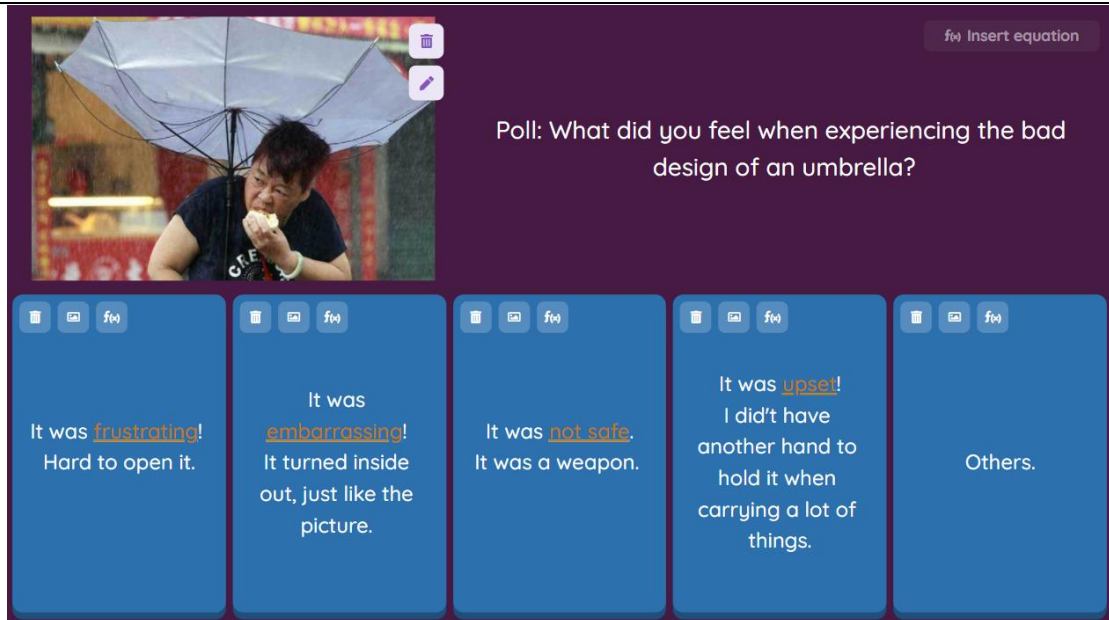 f(x) Insert equation
Poll: What did you feel when experiencing the bad
design of an umbrella?
f(x)
f(x)
f(x)
f(x)
f(x)
It was frustrating!
Hard to open it.
It was
embarrassing!
It turned inside
out, just like the
picture.
It was not safe.
It was a weapon.
It was upset!
I did't have
another hand to
hold it when
carrying a lot of
things.
Others.